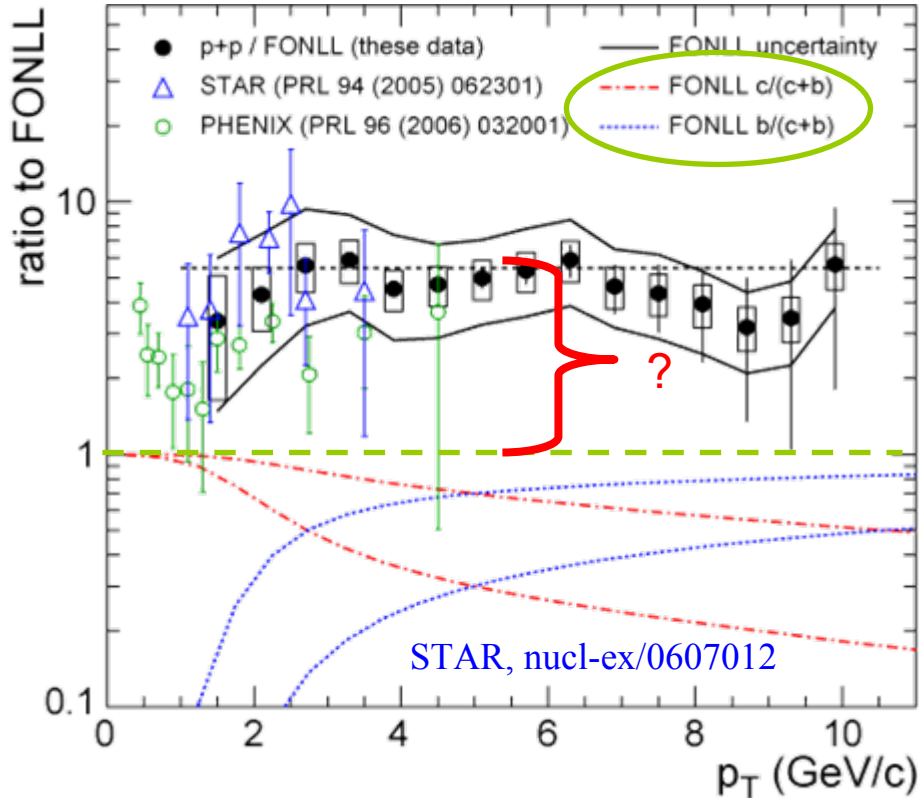 ratio to FONLL
p+p / FONLL (these data)
STAR (PRL 94 (2005) 062301)
PHENIX (PRL 96 (2006) 032001)
FONLL uncertainty
FONLL c/(c+b)
FONLL b/(c+b)
10
1
0.1
?
STAR, nucl-ex/0607012
0 2 4 6 8 10
pT (GeV/c)